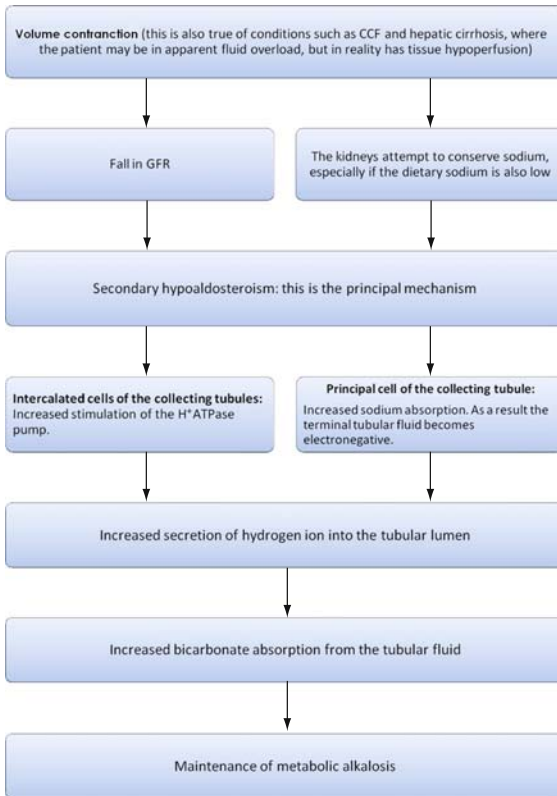 Volume contranction (this is also true of conditions such as CCF and hepatic cirrhosis, where
the patient may be in apparent fluid overload, but in reality has tissue hypoperfusion)
Fall in GFR
The kidneys attempt to conserve sodium,
especially if the dietary sodium is also low
Secondary hypoaldosteroism: this is the principal mechanism
Intercalated cells of the collecting tubules:
Increased stimulation of the H⁺ATPase
pump.
Principal cell of the collecting tubule:
Increased sodium absorption. As a result the
terminal tubular fluid becomes
electronegative.
Increased secretion of hydrogen ion into the tubular lumen
Increased bicarbonate absorption from the tubular fluid
Maintenance of metabolic alkalosis